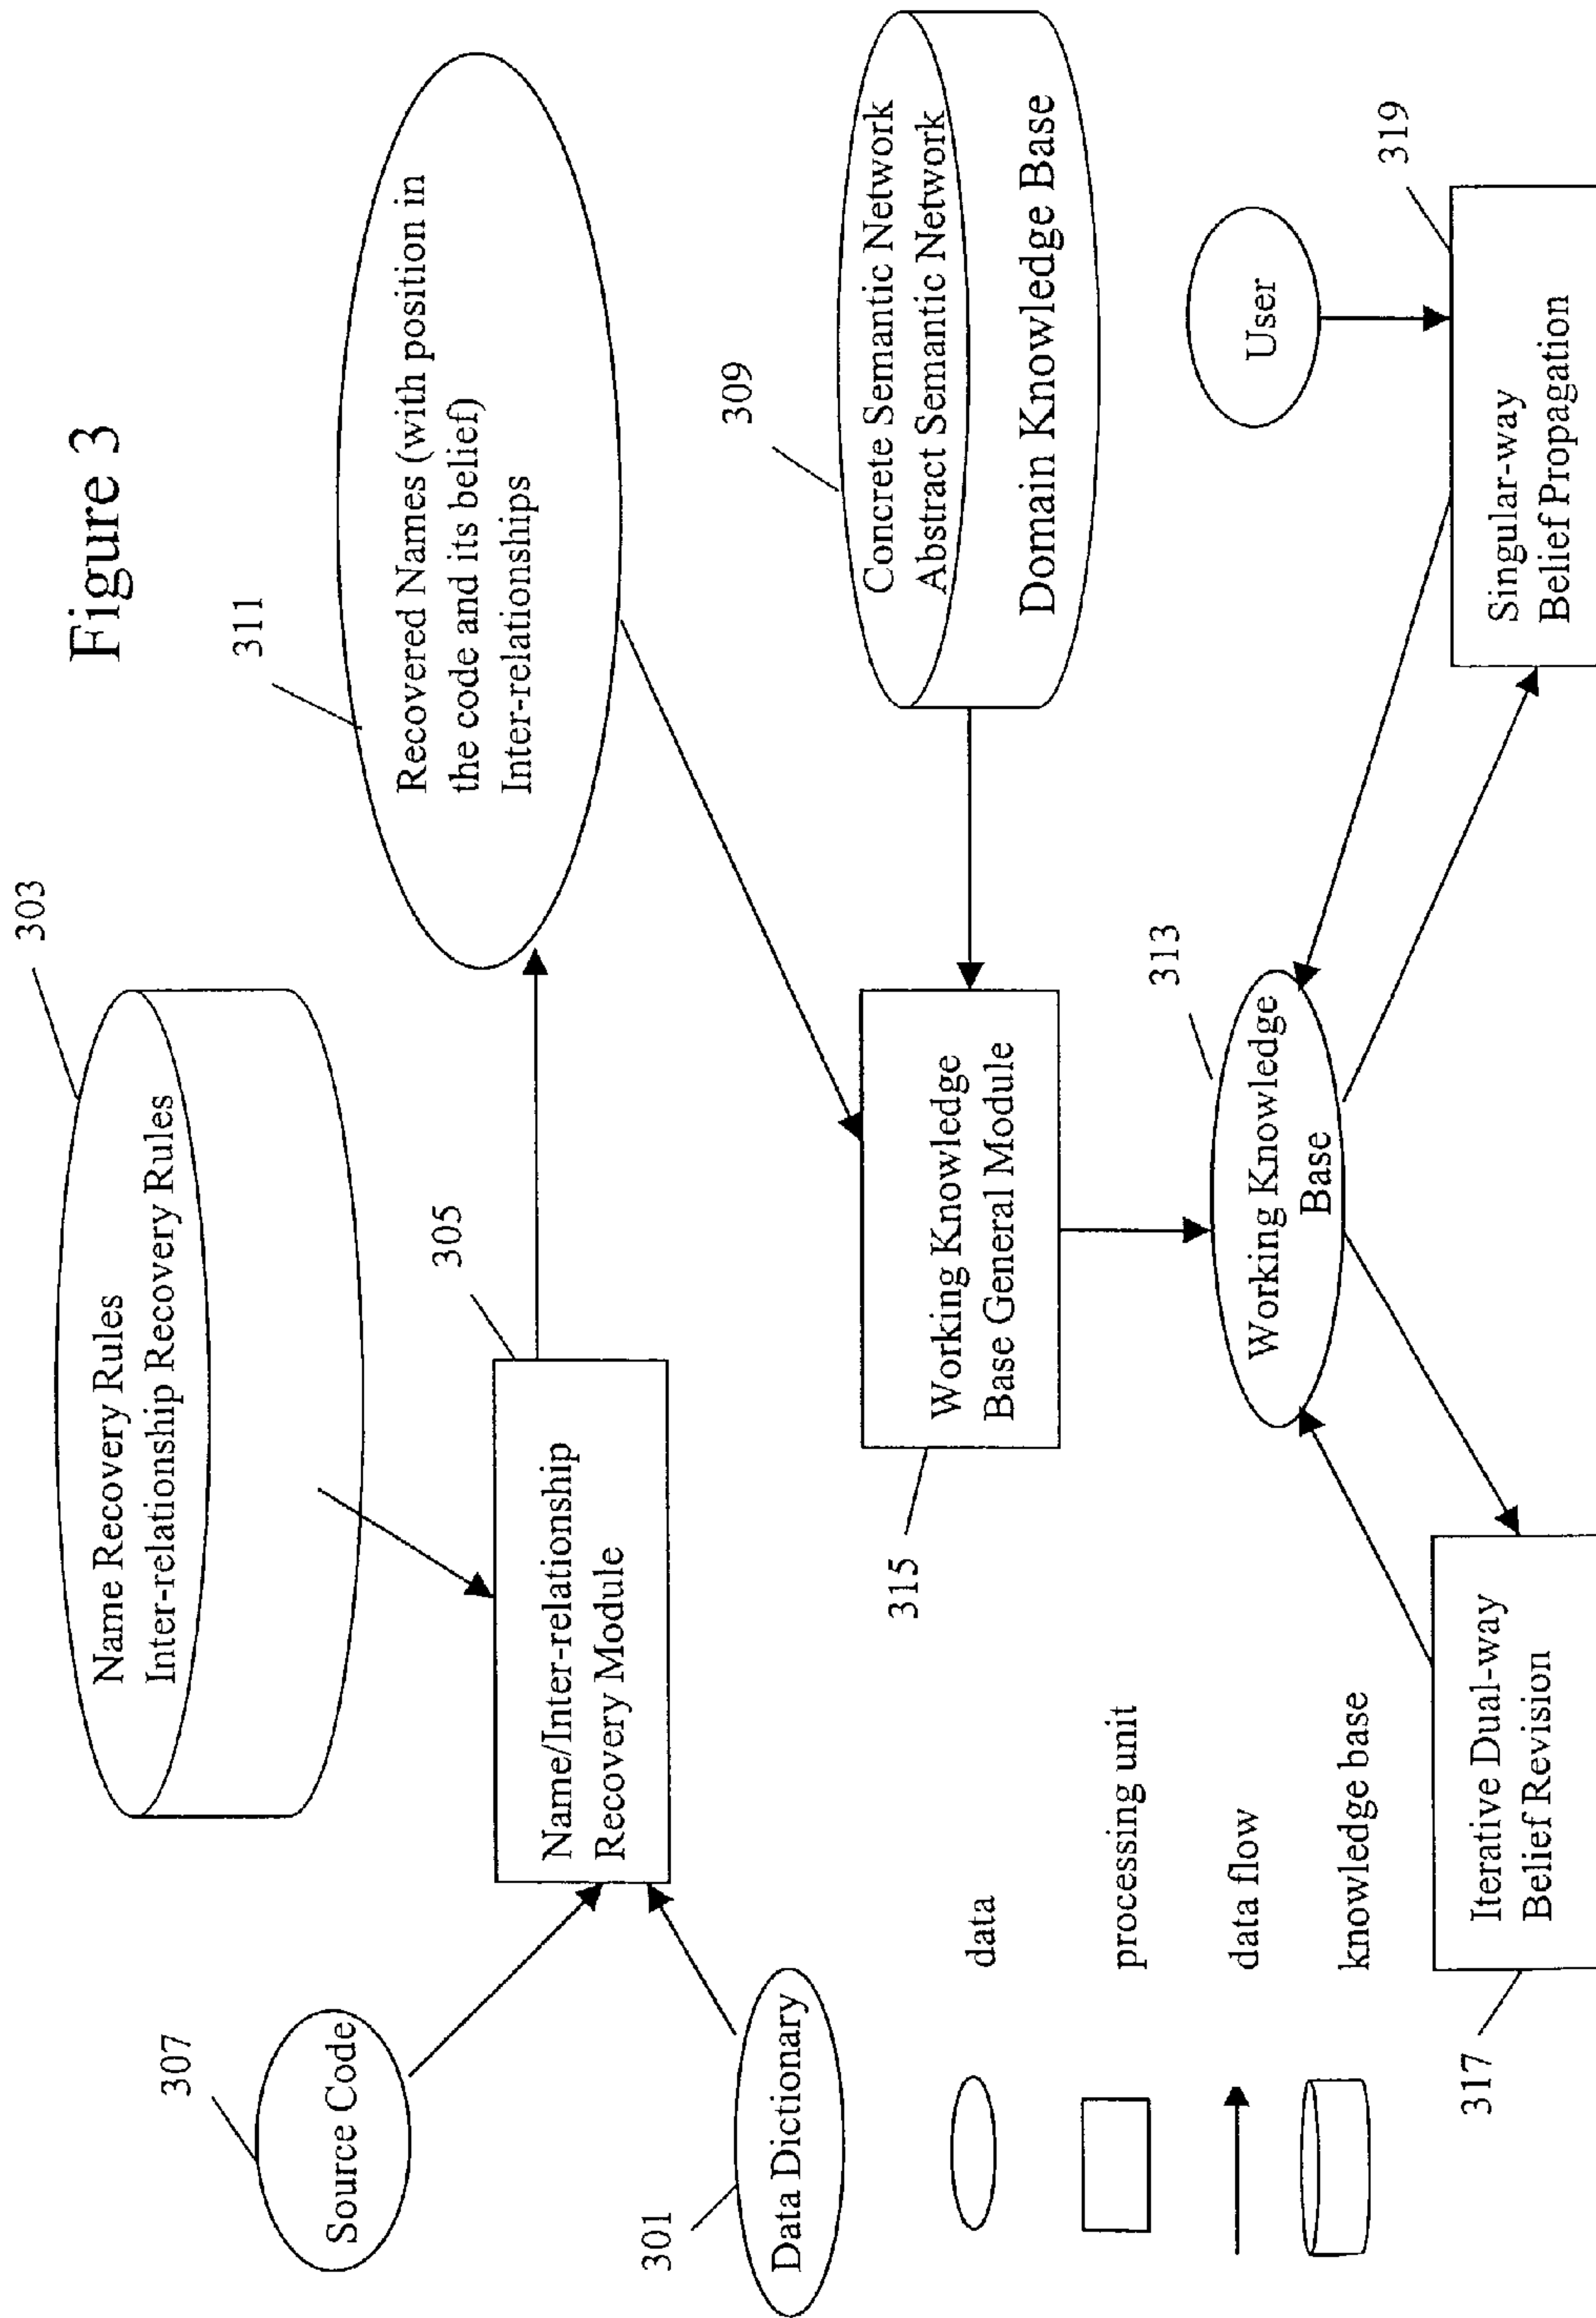 Figure 3
303
Name Recovery Rules
Inter-relationship Recovery Rules
307
Source Code
305
Name/Inter-relationship
Recovery Module
311
Recovered Names (with position in
the code and its belief)
Inter-relationships
301
Data Dictionary
309
Concrete Semantic Network
Abstract Semantic Network
Domain Knowledge Base
315
Working Knowledge
Base General Module
313
Working Knowledge
Base
User
319
Singular-way
Belief Propagation
317
Iterative Dual-way
Belief Revision
data
processing unit
data flow
knowledge base